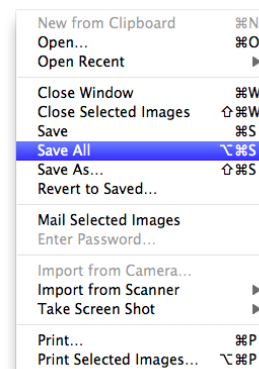 New from Clipboard ⌘N
Open... ⌘O
Open Recent ▶
Close Window ⌘W
Close Selected Images ⇧⌘W
Save ⌘S
Save All ⌥⌘S
Save As... ⇧⌘S
Revert to Saved...
Mail Selected Images
Enter Password...
Import from Camera...
Import from Scanner ▶
Take Screen Shot ▶
Print... ⌘P
Print Selected Images... ⌥⌘P